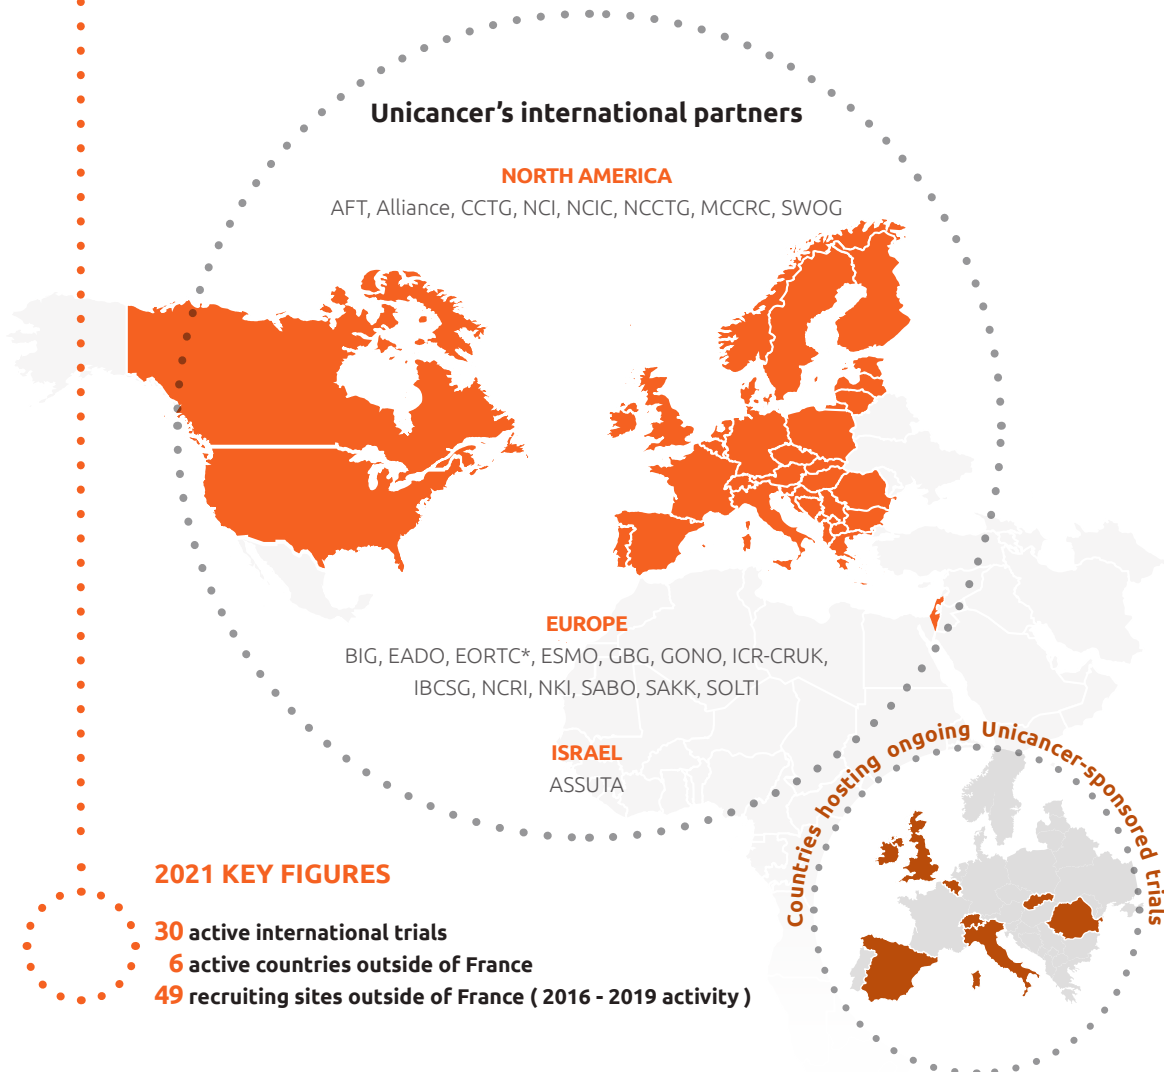 Unicancer’s international partners
NORTH AMERICA
AFT, Alliance, CCTG, NCI, NCIC, NCCTG, MCCRC, SWOG
EUROPE
BIG, EADO, EORTC*, ESMO, GBG, GONO, ICR-CRUK,
IBCSG, NCRI, NKI, SABO, SAKK, SOLTI
ISRAEL
ASSUTA
Countries hosting ongoing Unicancer-sponsored trials
2021 KEY FIGURES
30 active international trials
6 active countries outside of France
49 recruiting sites outside of France ( 2016 - 2019 activity )